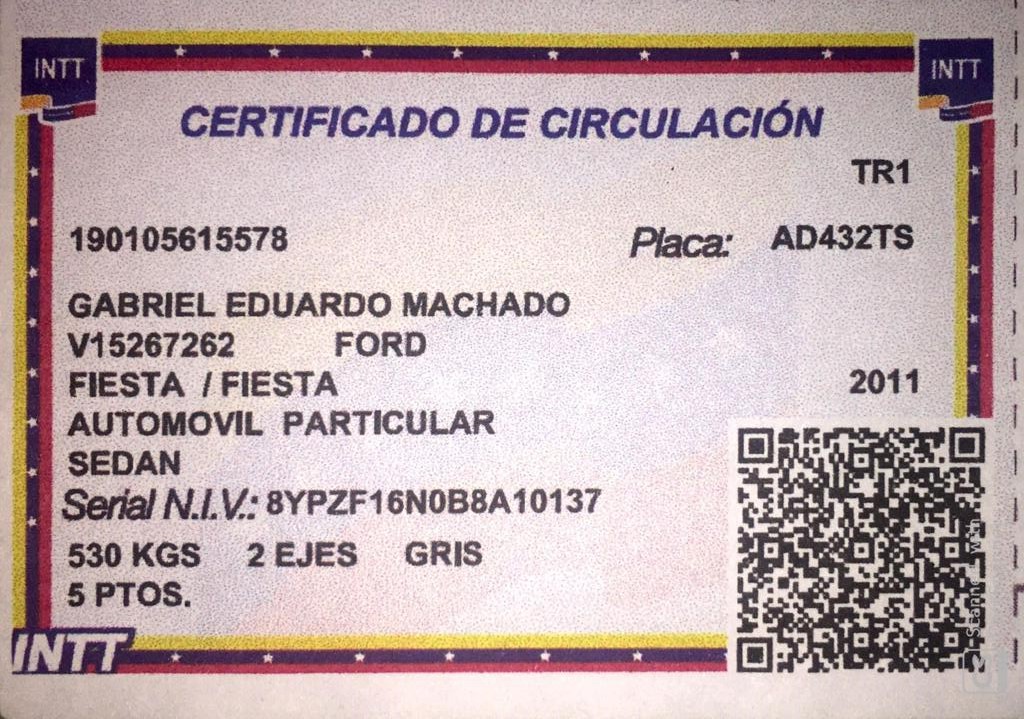 INTT INTT
CERTIFICADO DE CIRCULACIÓN
TR1
190105615578 Placa: AD432TS
GABRIEL EDUARDO MACHADO
V15267262 FORD
FIESTA / FIESTA 2011
AUTOMOVIL PARTICULAR
SEDAN
Serial N.I.V.: 8YPZF16N0B8A10137
530 KGS 2 EJES GRIS
5 PTOS.
INTT
Scanned with